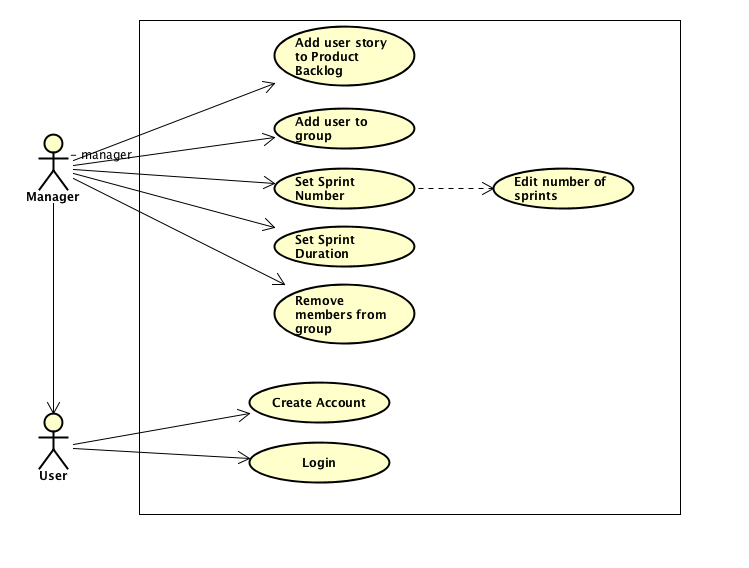 Add user story
to Product
Backlog
Add user to
group
- manager
Manager
Set Sprint
Number
Edit number of
sprints
Set Sprint
Duration
Remove
members from
group
Create Account
Login
User